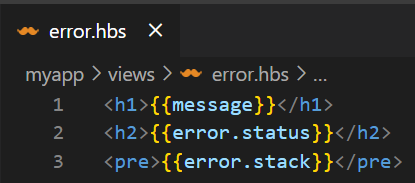 error.hbs
myapp > views > error.hbs > ...
1 <h1>{{message}}</h1>
2 <h2>{{error.status}}</h2>
3 <pre>{{error.stack}}</pre>